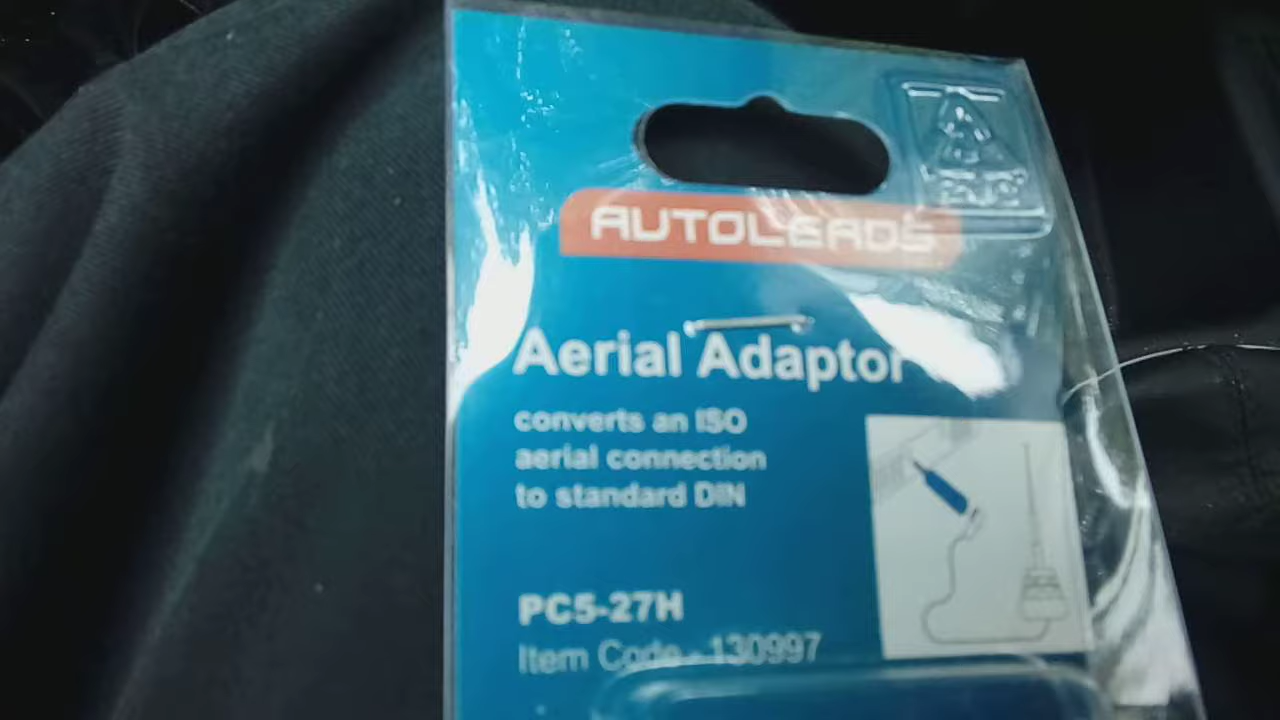 AUTOLEADS
Aerial Adaptor
converts an ISO
aerial connection
to standard DIN
PC5-27H
Item Code - 130997